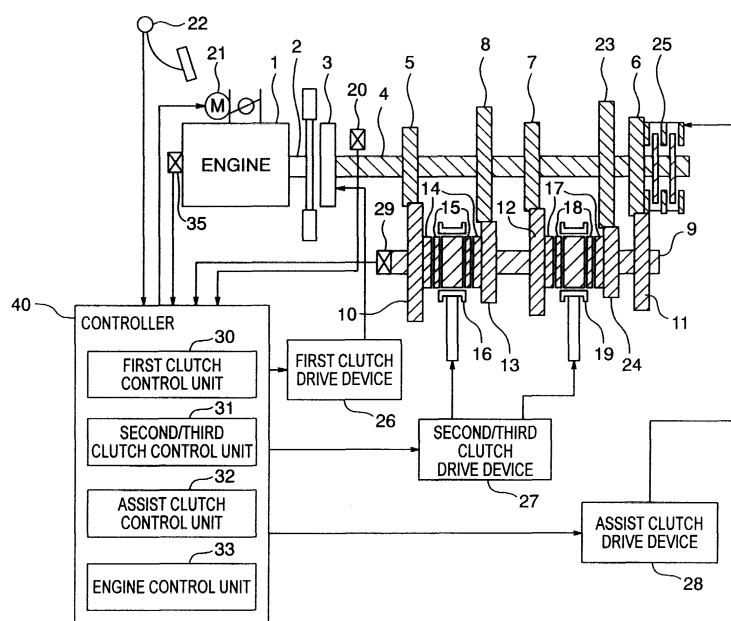 22
21
2
1
3
20
4
5
8
7
23
6
25
M
ENGINE
35
29
14
15
12
17
18
9
10
16
13
19
24
11
40
CONTROLLER
30
FIRST CLUTCH
CONTROL UNIT
31
SECOND/THIRD
CLUTCH CONTROL UNIT
32
ASSIST CLUTCH
CONTROL UNIT
33
ENGINE CONTROL UNIT
FIRST CLUTCH
DRIVE DEVICE
26
SECOND/THIRD
CLUTCH
DRIVE DEVICE
27
ASSIST CLUTCH
DRIVE DEVICE
28